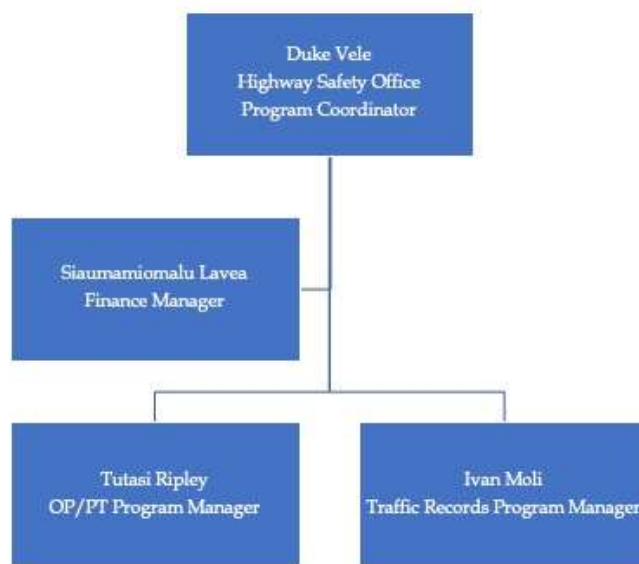 Duke Vele
Highway Safety Office
Program Coordinator
Siaumamiomalu Lavea
Finance Manager
Tutasi Ripley
OP/PT Program Manager
Ivan Moli
Traffic Records Program Manager